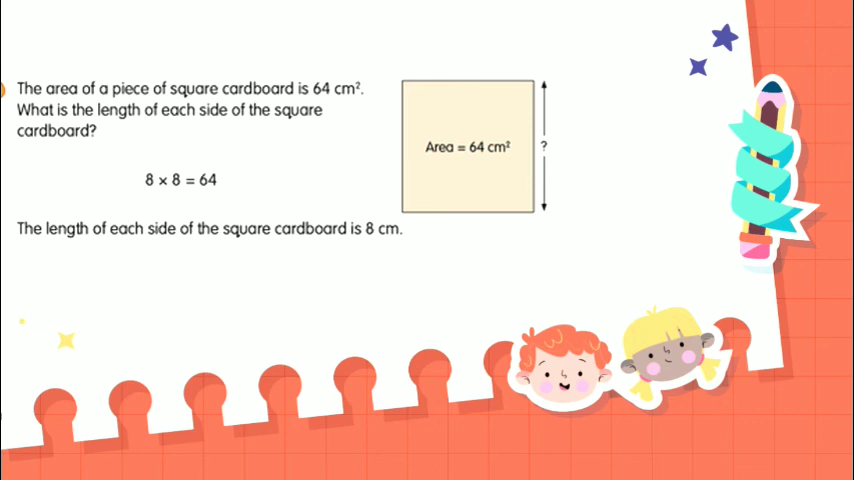 The area of a piece of square cardboard is 64 cm².
What is the length of each side of the square
cardboard?
8 × 8 = 64
The length of each side of the square cardboard is 8 cm.
Area = 64 cm²
?